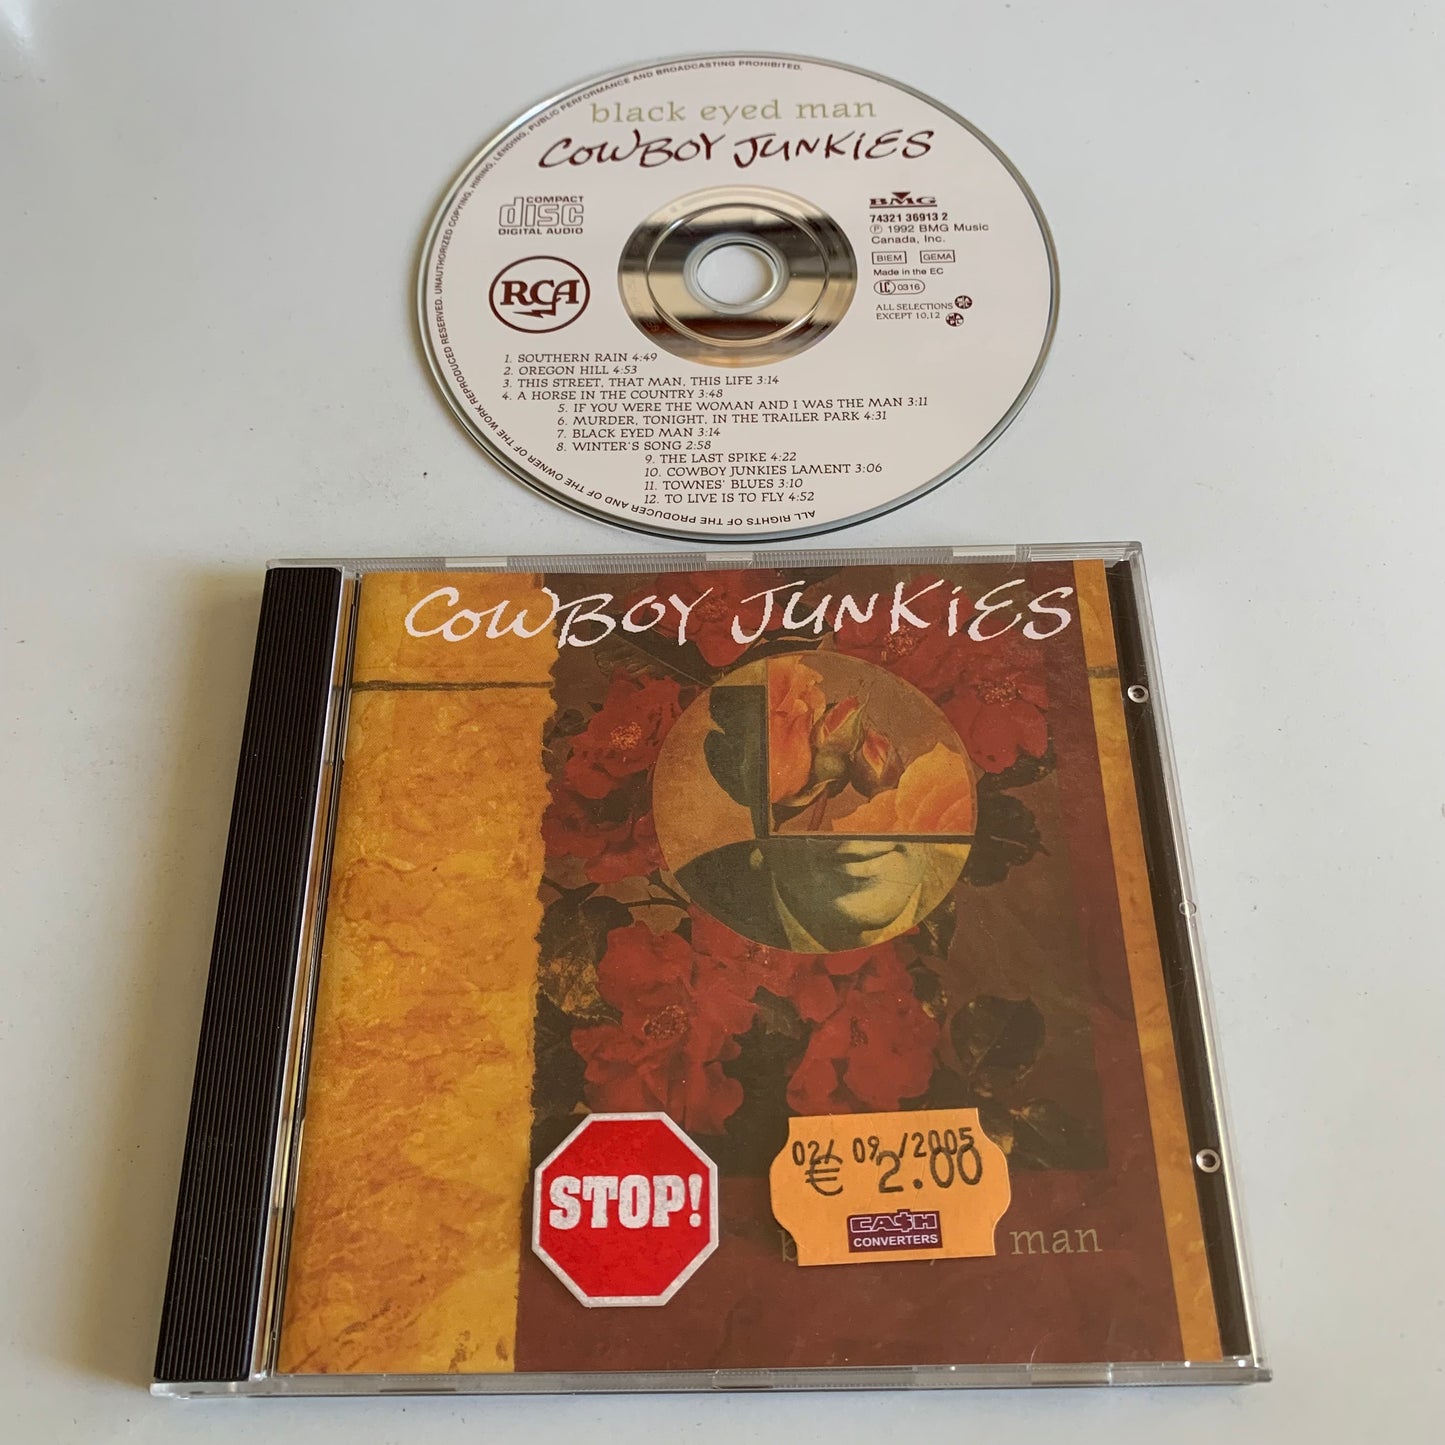 UNAUTHORIZED COPYING, HIRING, LENDING, PUBLIC PERFORMANCE AND BROADCASTING PROHIBITED.
black eyed man
COWBOY JUNKIES
COMPACT
disc
DIGITAL AUDIO
BMG
74321 36913 2
℗ 1992 BMG Music
Canada, Inc.
BIEM GEMA
Made in the EC
LC 0316
ALL SELECTIONS
EXCEPT 10,12
RCA
1. SOUTHERN RAIN 4:49
2. OREGON HILL 4:53
3. THIS STREET, THAT MAN, THIS LIFE 3:14
4. A HORSE IN THE COUNTRY 3:48
5. IF YOU WERE THE WOMAN AND I WAS THE MAN 3:11
6. MURDER, TONIGHT, IN THE TRAILER PARK 4:31
7. BLACK EYED MAN 3:14
8. WINTER'S SONG 2:58
9. THE LAST SPIKE 4:22
10. COWBOY JUNKIES LAMENT 3:06
11. TOWNES' BLUES 3:10
12. TO LIVE IS TO FLY 4:52
ALL RIGHTS OF THE PRODUCER AND OF THE OWNER OF THE WORK REPRODUCED RESERVED.
COWBOY JUNKIES
STOP!
02/ 09 /2005
€ 2.00
CA$H
CONVERTERS
man